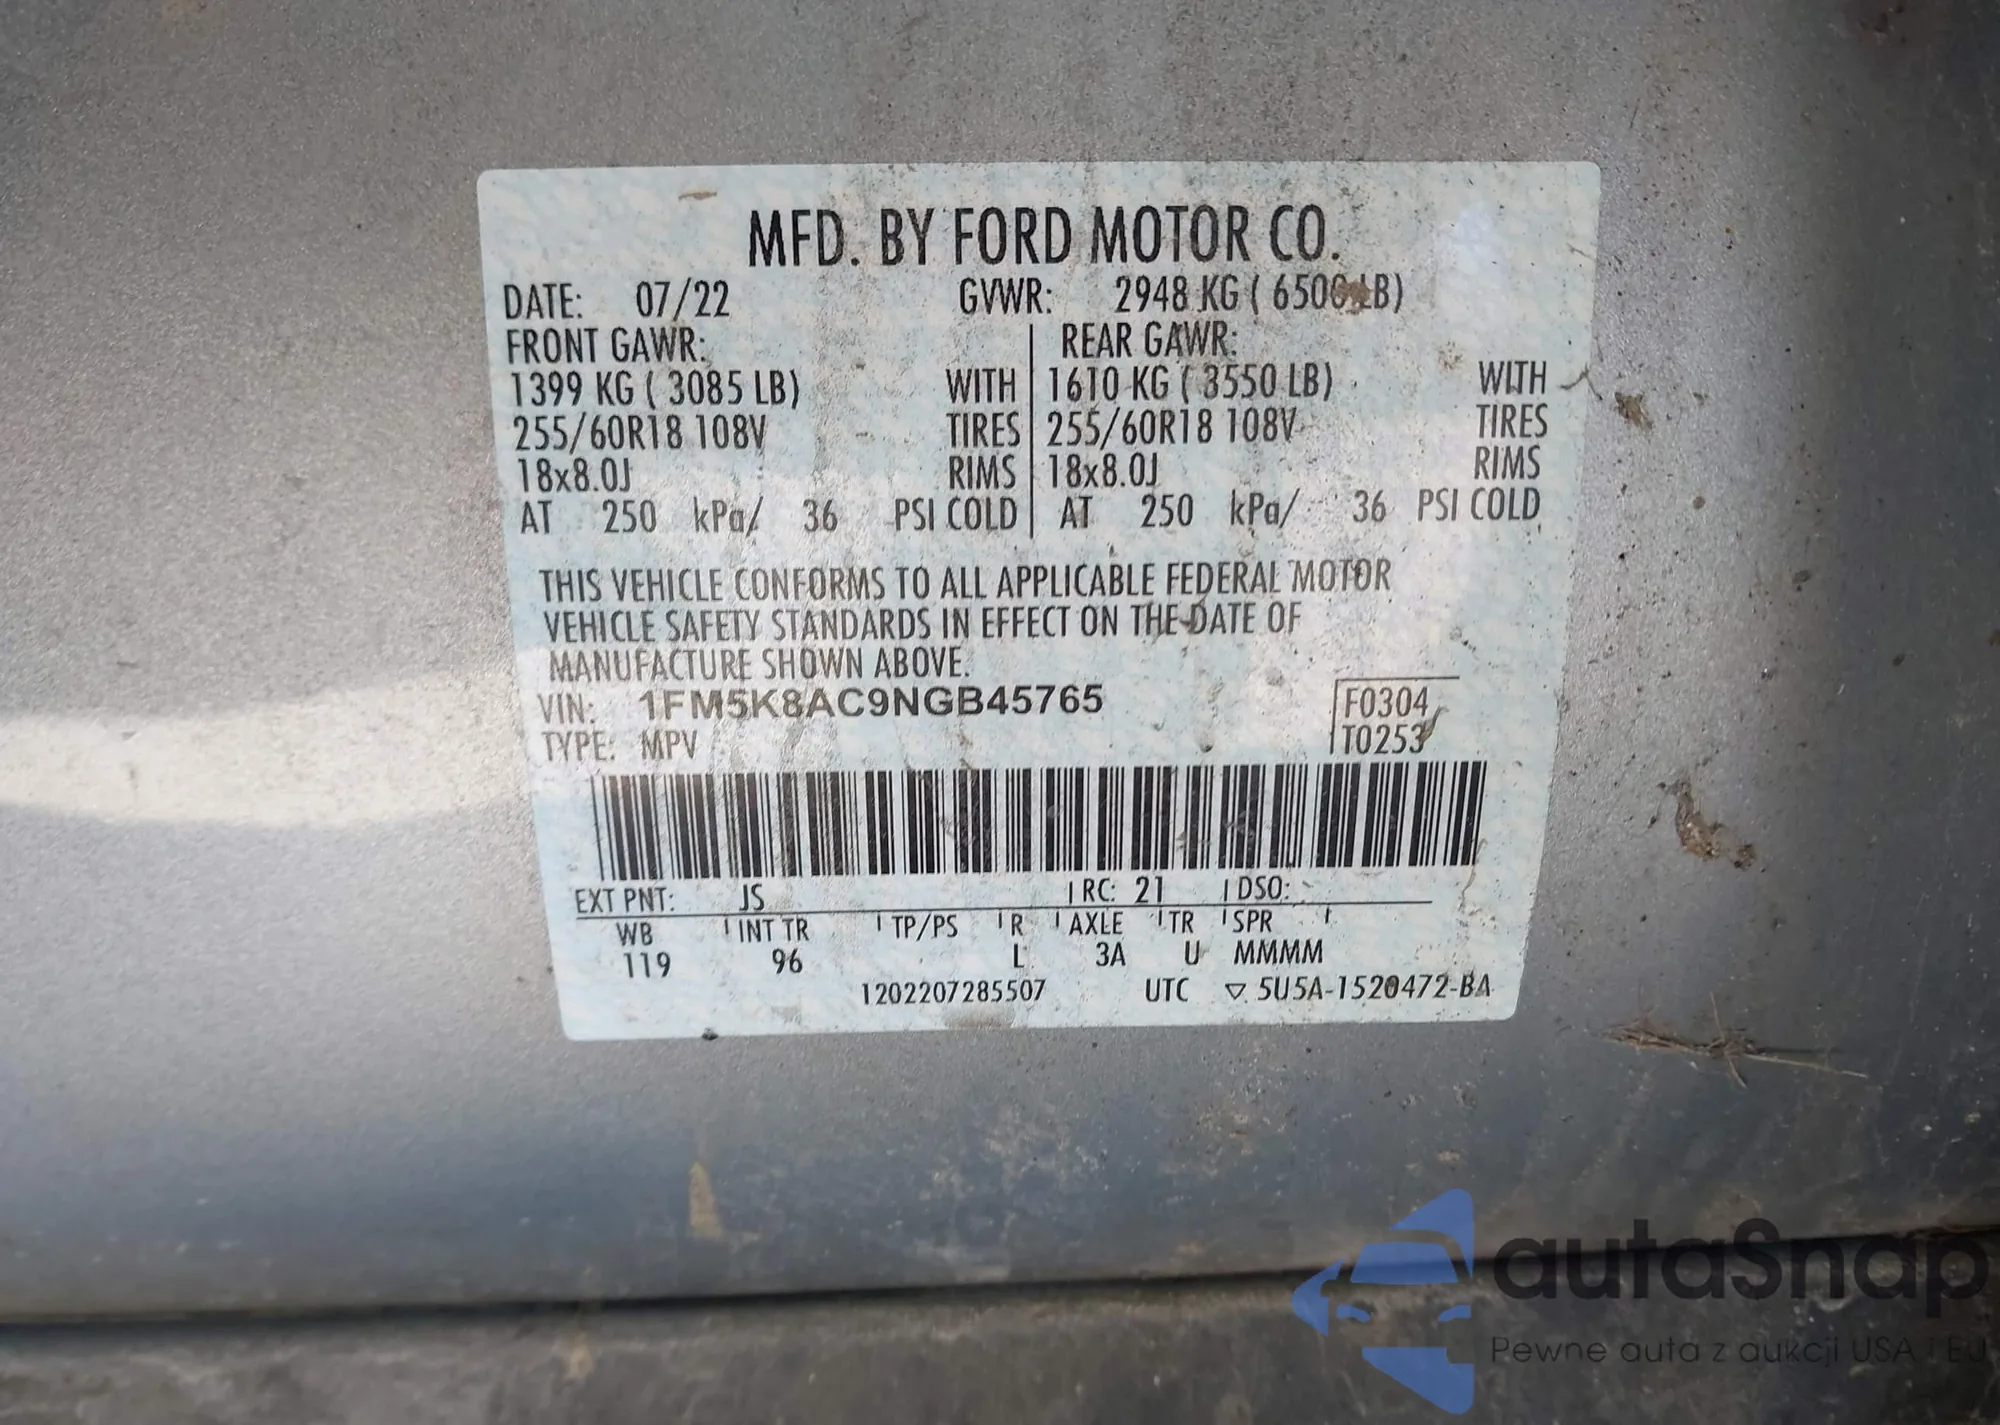 MFD. BY FORD MOTOR CO.
DATE: 07/22 GVWR: 2948 KG ( 6500 LB)
FRONT GAWR: REAR GAWR:
1399 KG ( 3085 LB) WITH 1610 KG ( 3550 LB) WITH
255/60R18 108V TIRES 255/60R18 108V TIRES
18x8.0J RIMS 18x8.0J RIMS
AT 250 kPa/ 36 PSI COLD AT 250 kPa/ 36 PSI COLD
THIS VEHICLE CONFORMS TO ALL APPLICABLE FEDERAL MOTOR
VEHICLE SAFETY STANDARDS IN EFFECT ON THE DATE OF
MANUFACTURE SHOWN ABOVE.
VIN: 1FM5K8AC9NGB45765 F0304
TYPE: MPV T0253
EXT PNT: JS RC: 21 DSO:
WB INT TR TP/PS R AXLE TR SPR
119 96 L 3A U MMMM
1202207285507 UTC ▽ 5U5A-1520472-BA
autaSnap
Pewne auta z aukcji USA i EU